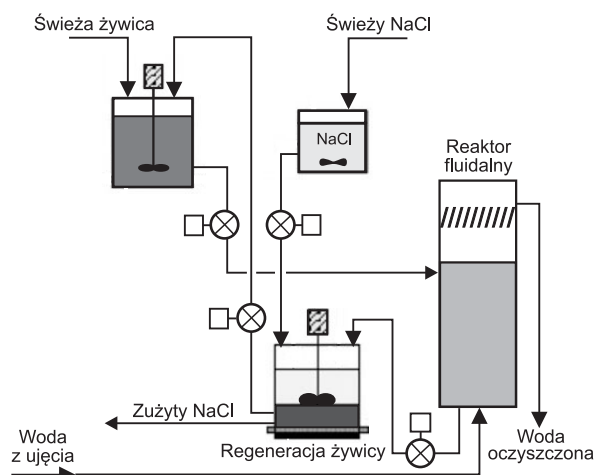 Świeża żywica
Świeży NaCl
NaCl
Reaktor
fluidalny
Zużyty NaCl
Regeneracja żywicy
Woda
z ujęcia
Woda
oczyszczona